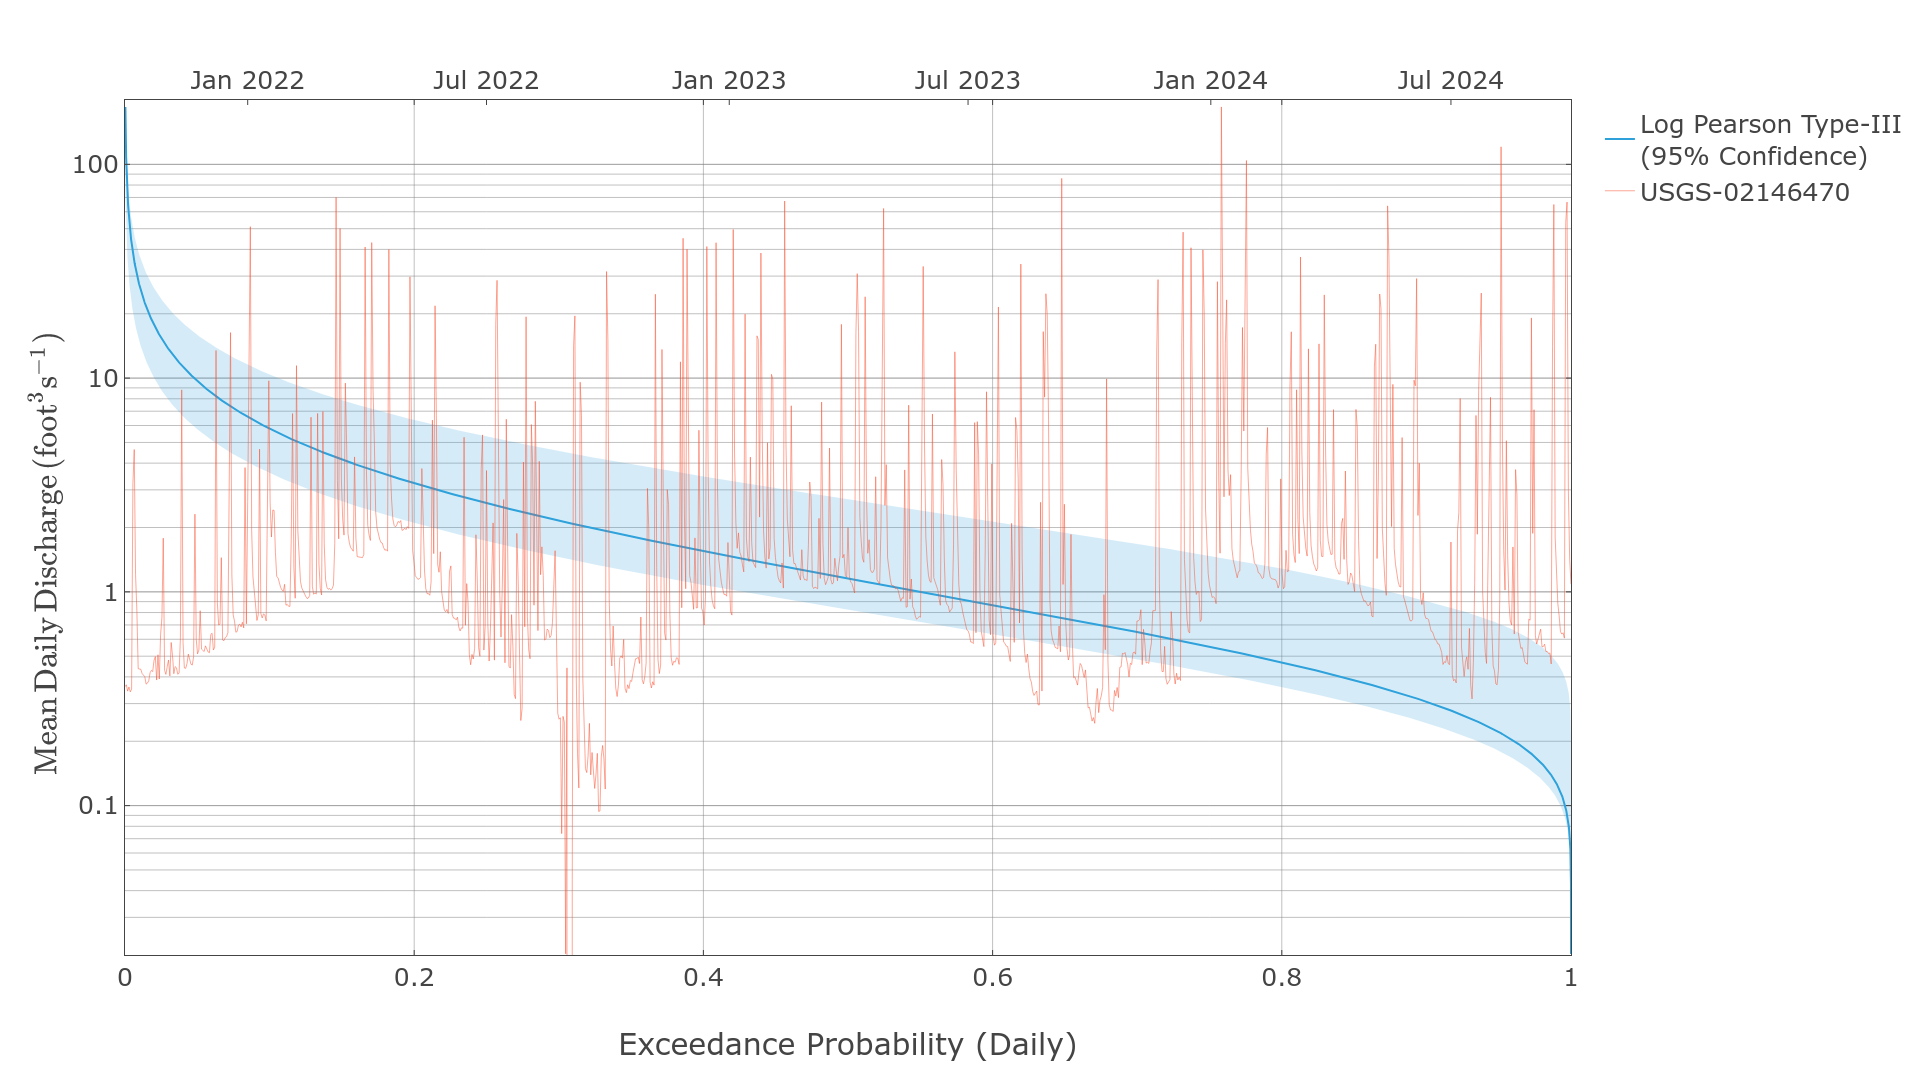 Jan 2022 Jul 2022 Jan 2023 Jul 2023 Jan 2024 Jul 2024
Log Pearson Type-III
(95% Confidence)
USGS-02146470
100
10
1
0.1
Mean Daily Discharge (foot³ s⁻¹)
0 0.2 0.4 0.6 0.8 1
Exceedance Probability (Daily)